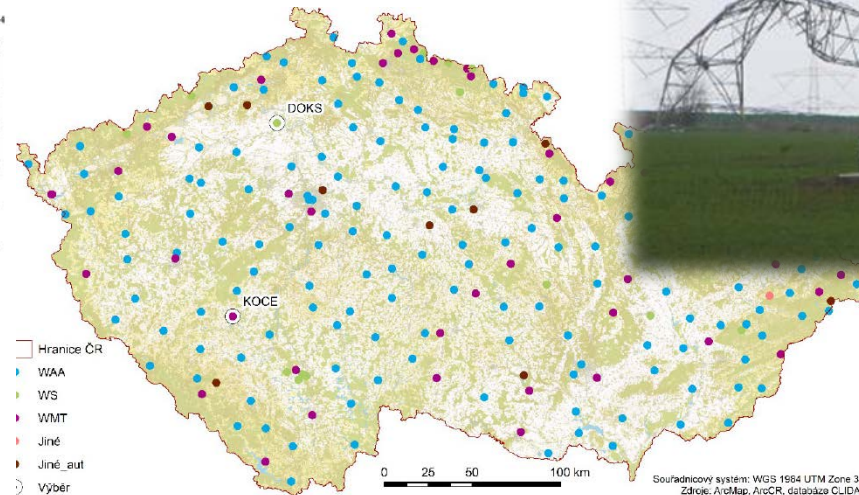 DOKS
KOCE
Hranice ČR
WAA
WS
WMT
Jiné
Jiné_aut
Výběr
0 25 50 100 km
Souřadnicový systém: WGS 1984 UTM Zone 3
Zdroje: ArcMap, ArcCR, databáze CLIDA